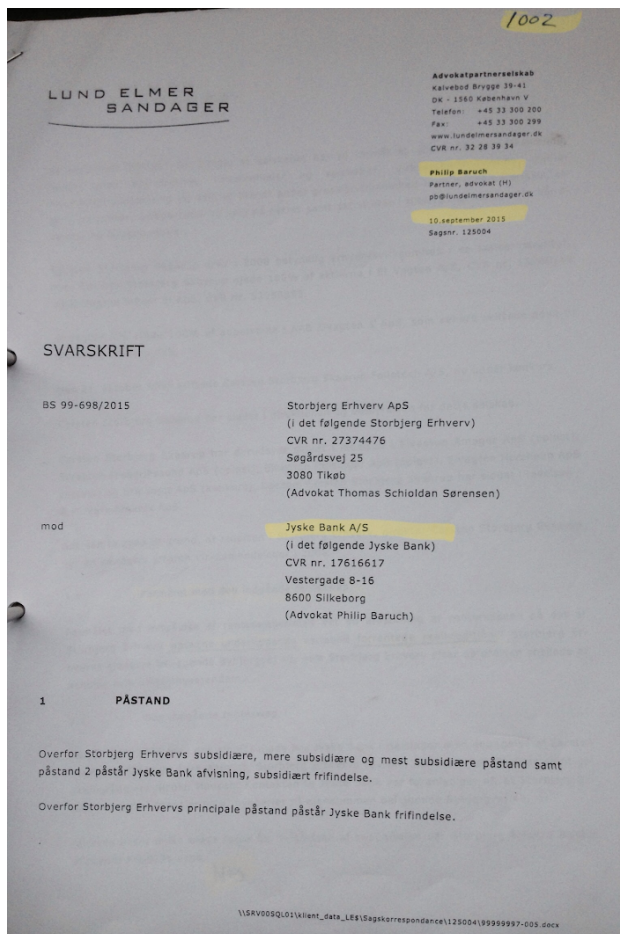 1002
LUND ELMER
SANDAGER
Advokatpartnerselskab
Kalvebod Brygge 39-41
DK - 1560 København V
Telefon: +45 33 300 200
Fax: +45 33 300 299
www.lundelmersandager.dk
CVR nr. 32 28 39 34
Philip Baruch
Partner, advokat (H)
pb@lundelmersandager.dk
10.september 2015
Sagsnr. 125004
SVARSKRIFT
BS 99-698/2015
Storbjerg Erhverv ApS
(i det følgende Storbjerg Erhverv)
CVR nr. 27374476
Søgårdsvej 25
3080 Tikøb
(Advokat Thomas Schioldan Sørensen)
mod
Jyske Bank A/S
(i det følgende Jyske Bank)
CVR nr. 17616617
Vestergade 8-16
8600 Silkeborg
(Advokat Philip Baruch)
1 PÅSTAND
Overfor Storbjerg Erhvervs subsidiære, mere subsidiære og mest subsidiære påstand samt
påstand 2 påstår Jyske Bank afvisning, subsidiært frifindelse.
Overfor Storbjerg Erhvervs principale påstand påstår Jyske Bank frifindelse.
\\SRV00SQL01\klient_data_LES\Sagskorrespondance\125004\99999997-005.docx